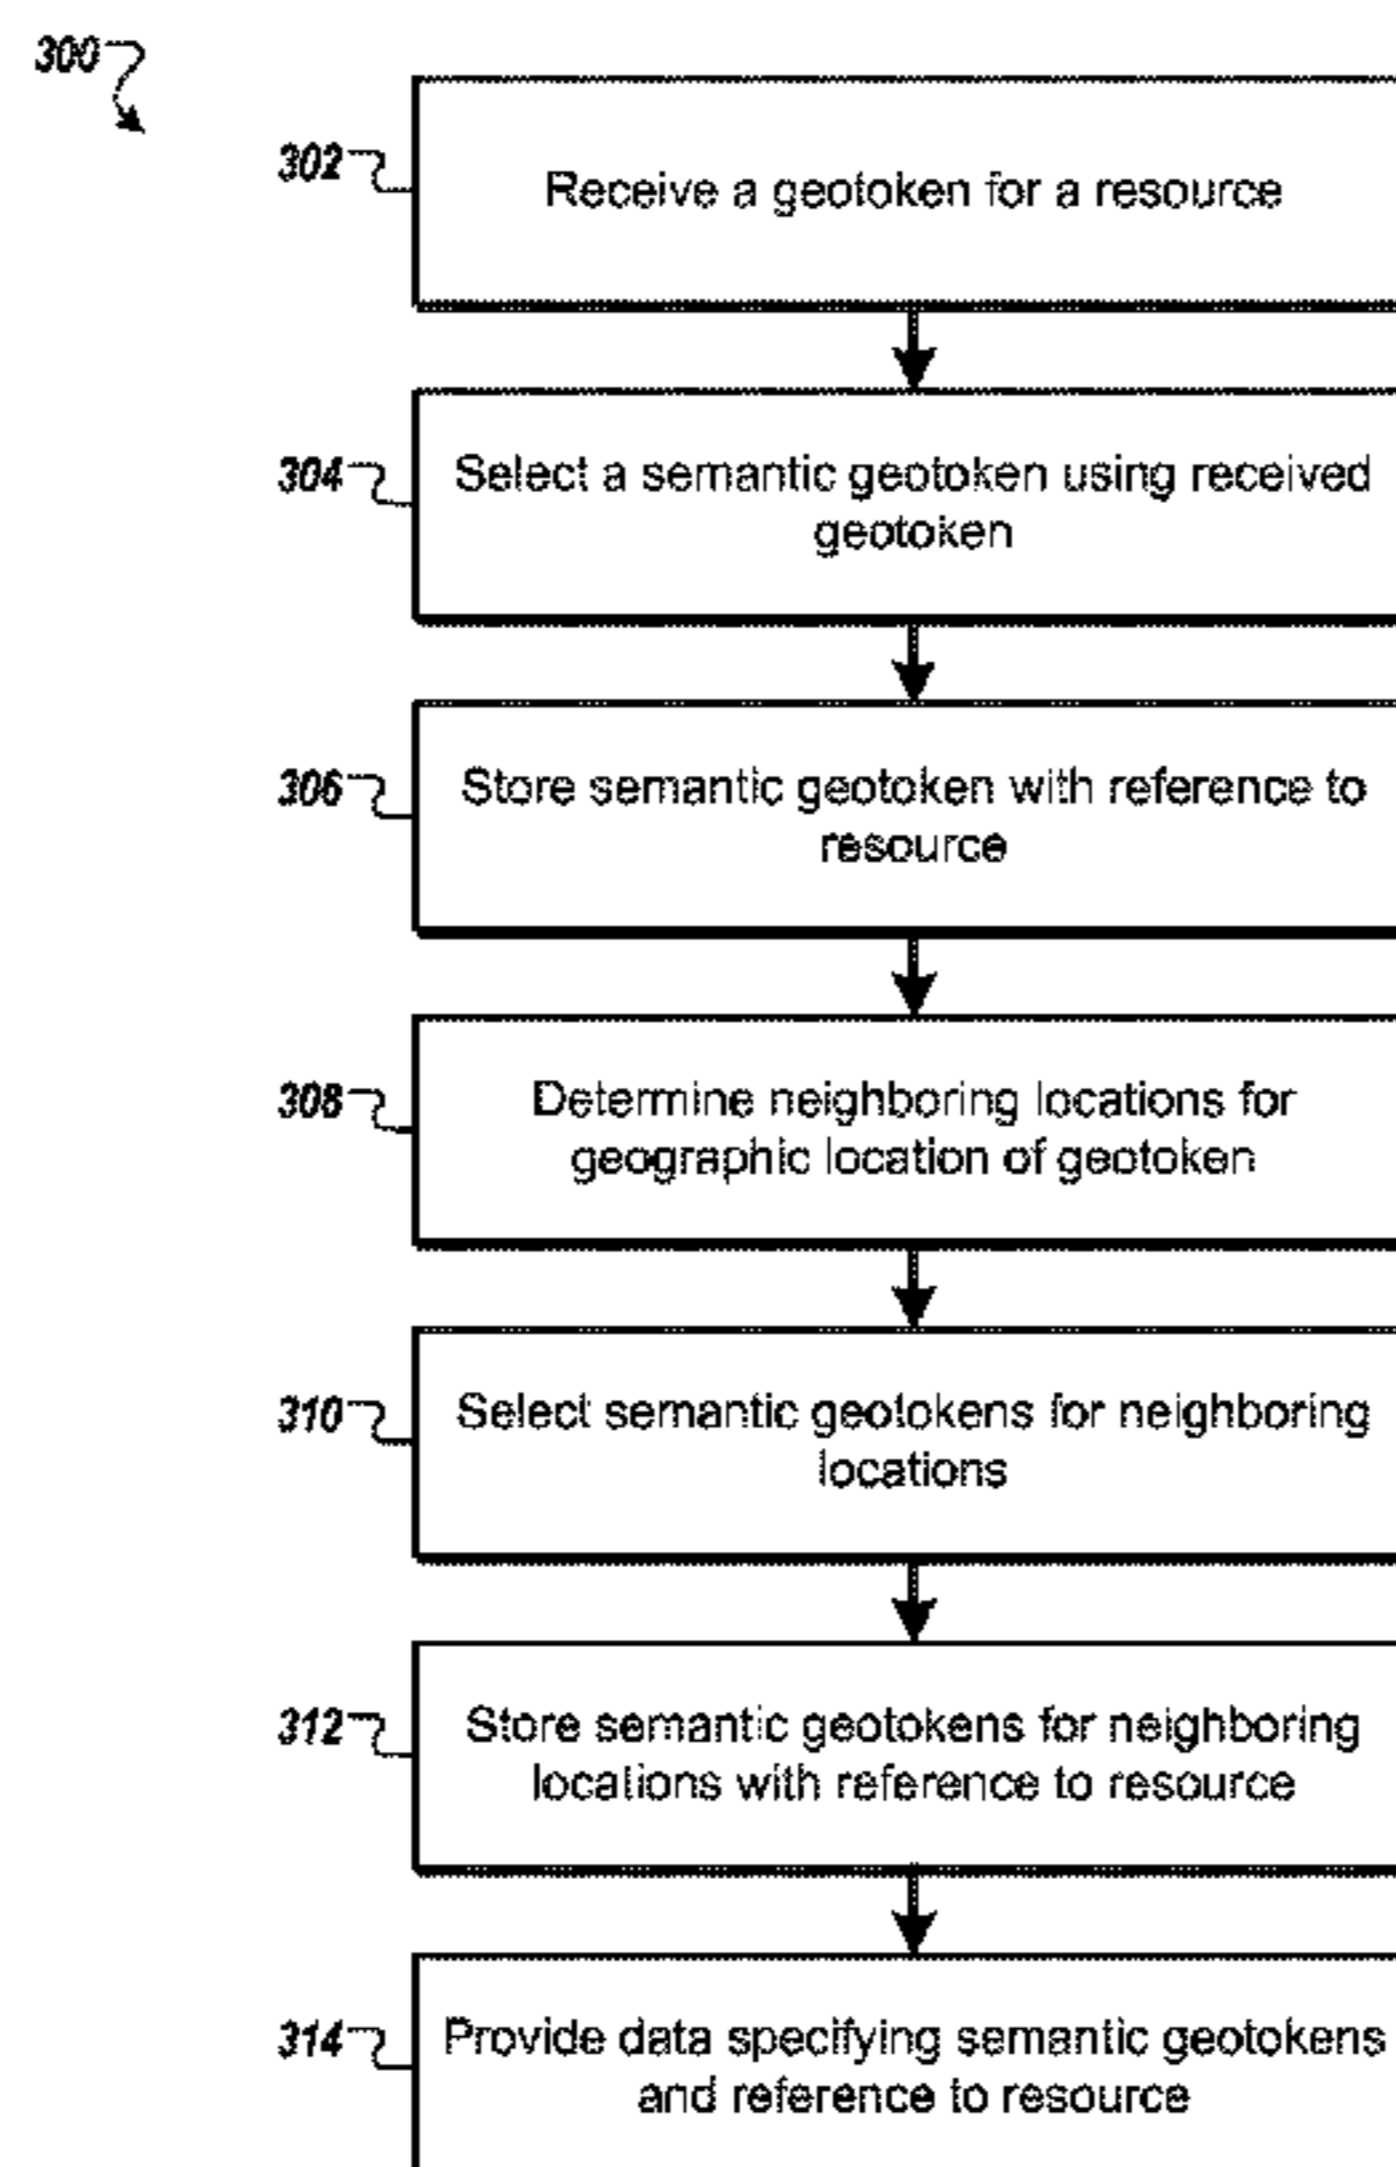 300
302
Receive a geotoken for a resource
304
Select a semantic geotoken using received
geotoken
306
Store semantic geotoken with reference to
resource
308
Determine neighboring locations for
geographic location of geotoken
310
Select semantic geotokens for neighboring
locations
312
Store semantic geotokens for neighboring
locations with reference to resource
314
Provide data specifying semantic geotokens
and reference to resource